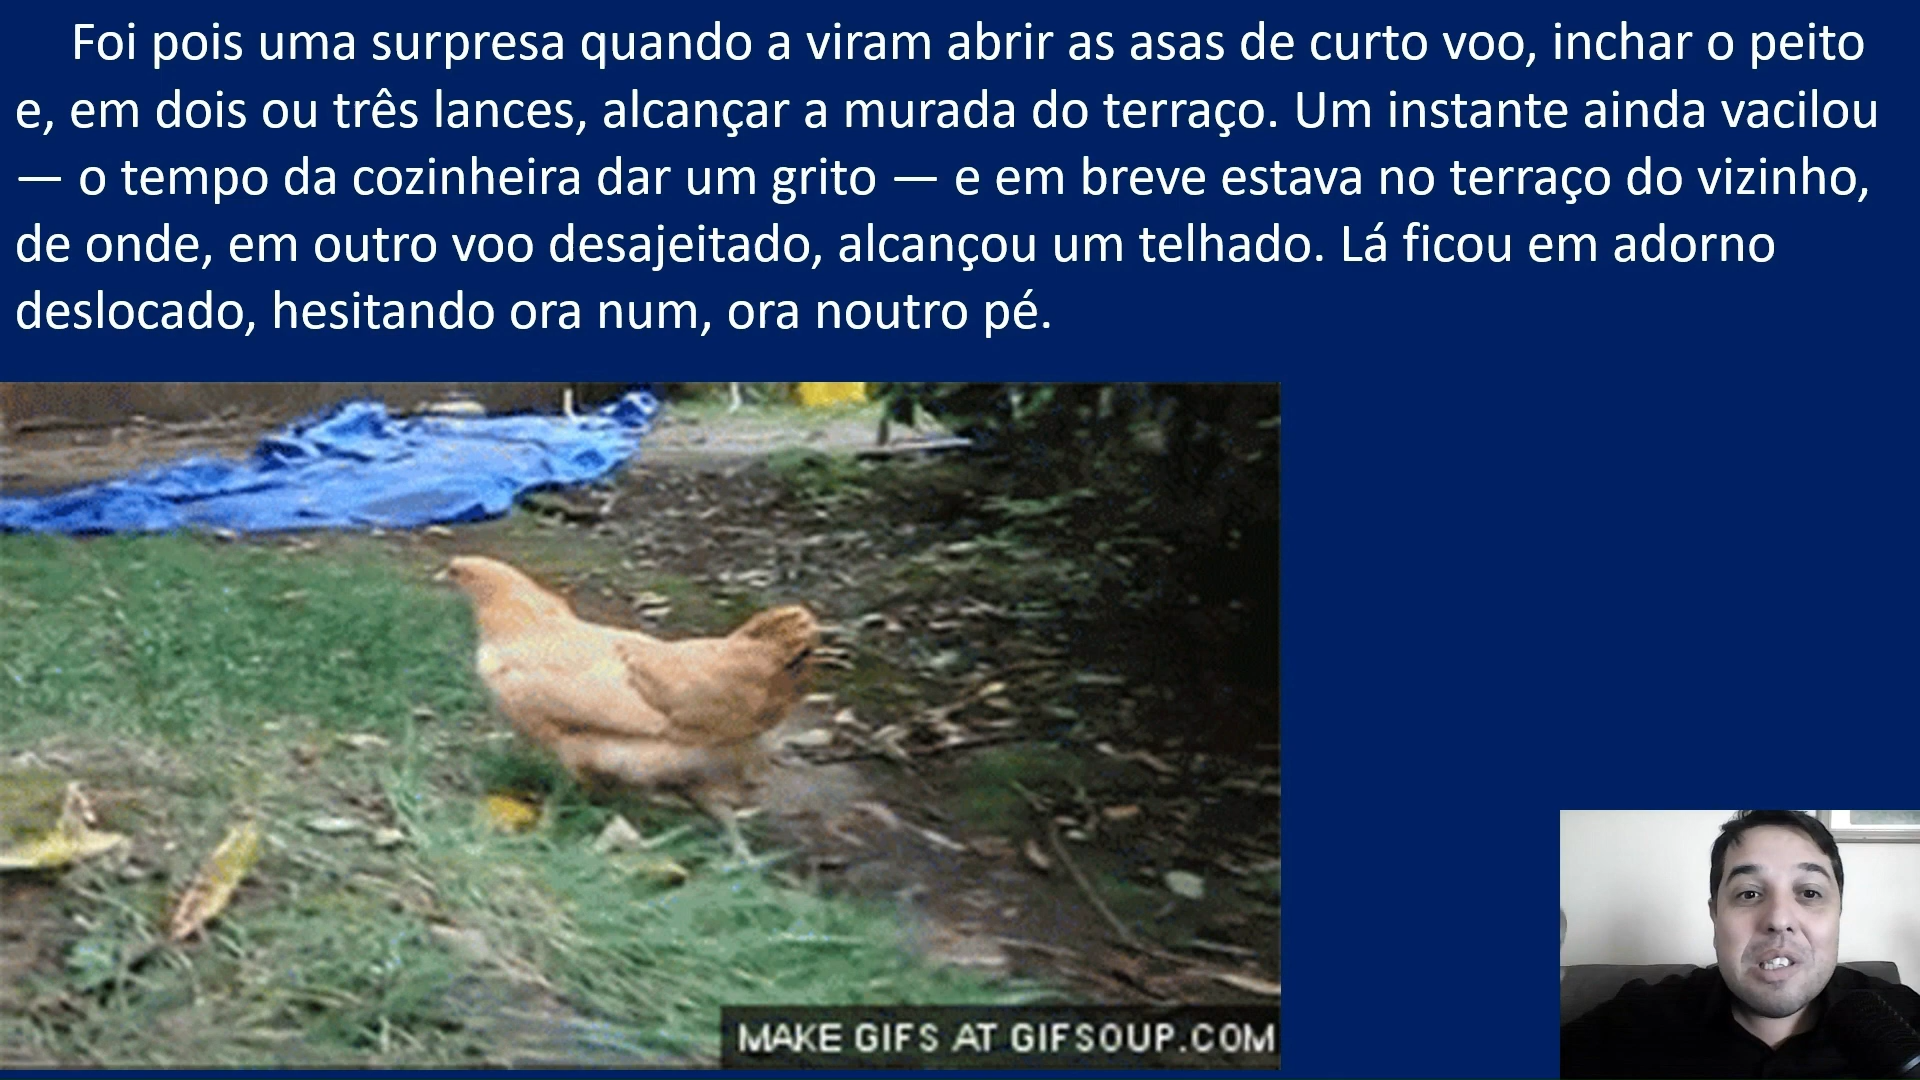 Foi pois uma surpresa quando a viram abrir as asas de curto voo, inchar o peito
e, em dois ou três lances, alcançar a murada do terraço. Um instante ainda vacilou
— o tempo da cozinheira dar um grito — e em breve estava no terraço do vizinho,
de onde, em outro voo desajeitado, alcançou um telhado. Lá ficou em adorno
deslocado, hesitando ora num, ora noutro pé.
MAKE GIFS AT GIFSOUP.COM